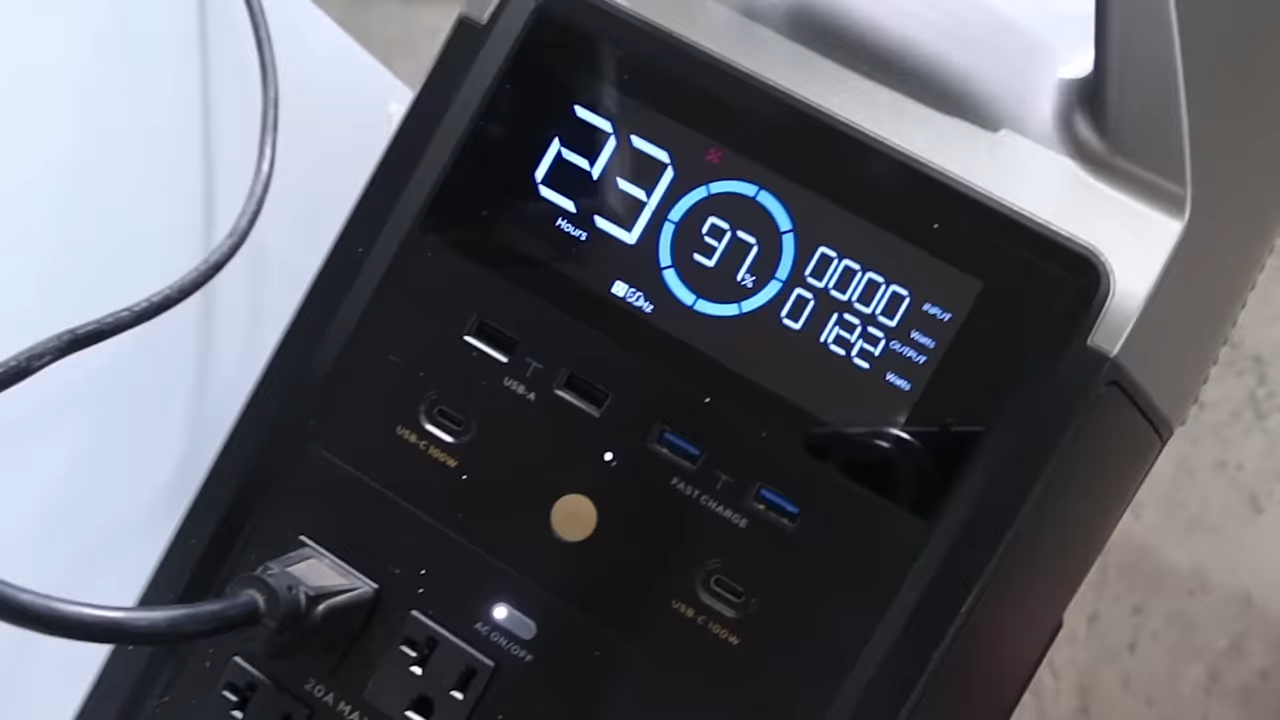 23
Hours
97%
0000 INPUT
Watts
0122 OUTPUT
Watts
60Hz
USB-A
USB-C 100W
FAST CHARGE
USB-C 100W
AC ON/OFF
20A MAX